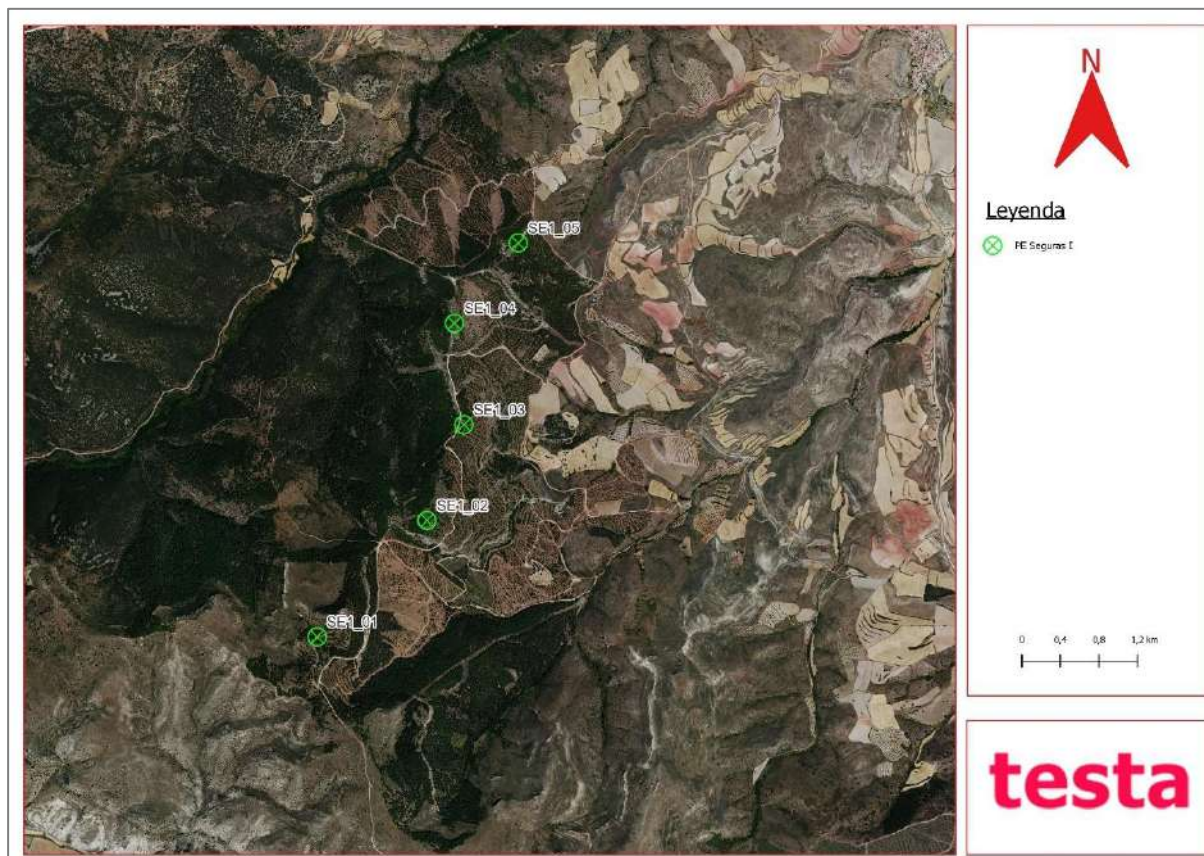 SE1_05
SE1_04
SE1_03
SE1_02
SE1_01
N
Leyenda
PE Seguras I
0 0,4 0,8 1,2 km
testa